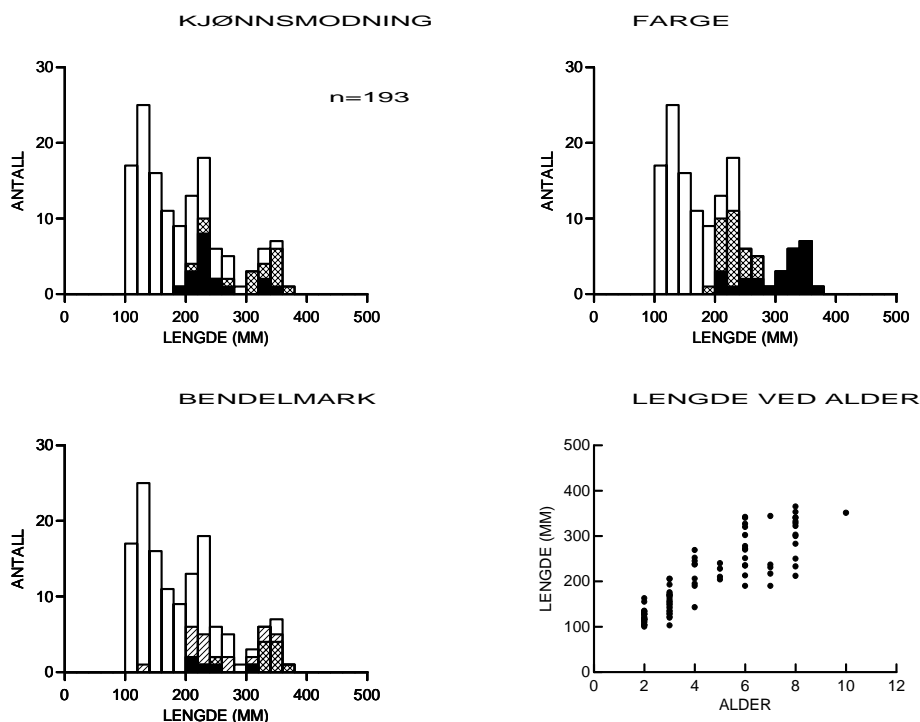 KJØNNSMODNING
n=193
ANTALL
30
20
10
0
0 100 200 300 400 500
LENGDE (MM)
FARGE
ANTALL
30
20
10
0
0 100 200 300 400 500
LENGDE (MM)
BENDELMARK
ANTALL
30
20
10
0
0 100 200 300 400 500
LENGDE (MM)
LENGDE VED ALDER
LENGDE (MM)
500
400
300
200
100
0
0 2 4 6 8 10 12
ALDER